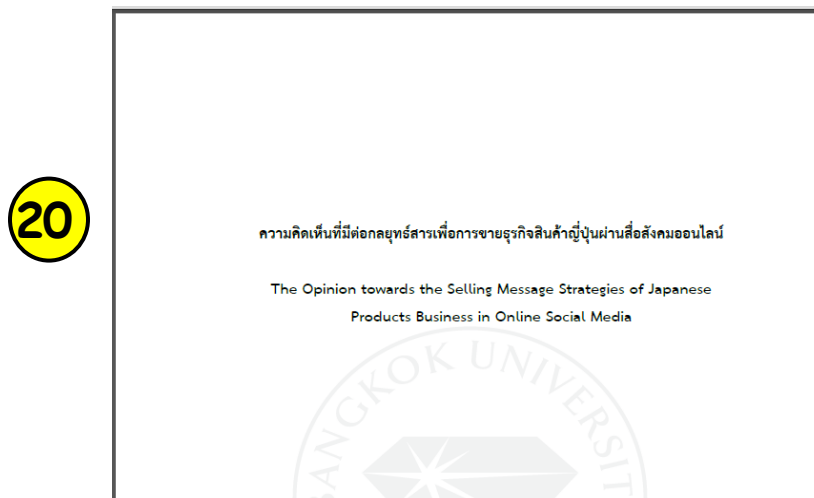 20
ความคิดเห็นที่มีต่อกลยุทธ์สารเพื่อการขายธุรกิจสินค้าญี่ปุ่นผ่านสื่อสังคมออนไลน์
The Opinion towards the Selling Message Strategies of Japanese
Products Business in Online Social Media
BANGKOK UNIVERSIT